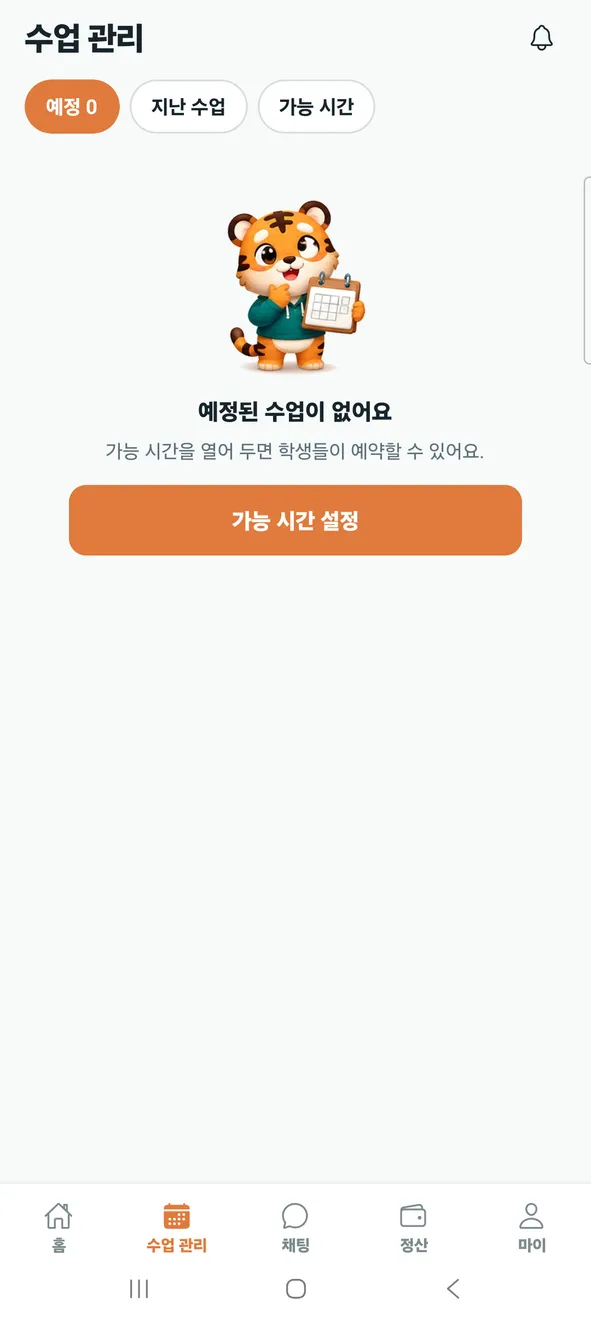 수업 관리
예정 0
지난 수업
가능 시간
예정된 수업이 없어요
가능 시간을 열어 두면 학생들이 예약할 수 있어요.
가능 시간 설정
홈
수업 관리
채팅
정산
마이